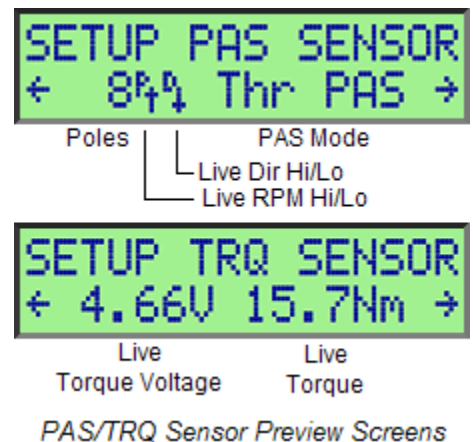 SETUP PAS SENSOR
← 8 R↑ D↓ Thr PAS →
Poles PAS Mode
Live Dir Hi/Lo
Live RPM Hi/Lo
SETUP TRQ SENSOR
← 4.66V 15.7Nm →
Live Live
Torque Voltage Torque
PAS/TRQ Sensor Preview Screens